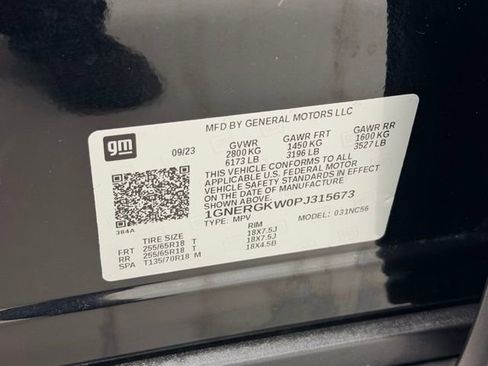 MFD BY GENERAL MOTORS LLC
gm
09/23
GVWR GAWR FRT GAWR RR
2800 KG 1450 KG 1600 KG
6173 LB 3196 LB 3527 LB
THIS VEHICLE CONFORMS TO ALL
APPLICABLE U.S. FEDERAL MOTOR
VEHICLE SAFETY STANDARDS IN EFFECT ON
THE DATE OF MANUFACTURE SHOWN ABOVE.
1GNERGKW0PJ315673
TYPE: MPV MODEL: 031NC56
384A
TIRE SIZE RIM
FRT 255/65R18 T 18X7.5J
RR 255/65R18 T 18X7.5J
SPA T135/70R18 M 18X4.5B